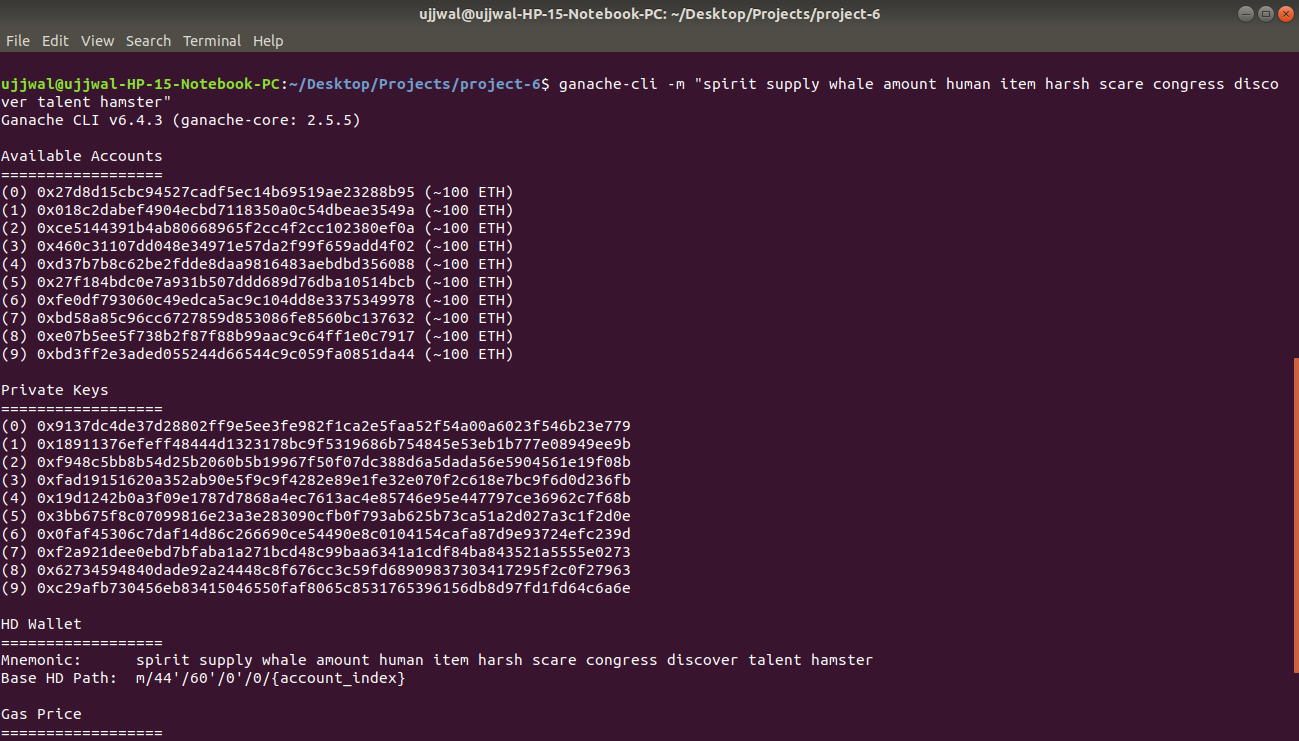 ujjwal@ujjwal-HP-15-Notebook-PC: ~/Desktop/Projects/project-6
File Edit View Search Terminal Help
ujjwal@ujjwal-HP-15-Notebook-PC:~/Desktop/Projects/project-6$ ganache-cli -m "spirit supply whale amount human item harsh scare congress disco
ver talent hamster"
Ganache CLI v6.4.3 (ganache-core: 2.5.5)
Available Accounts
==================
(0) 0x27d8d15cbc94527cadf5ec14b69519ae23288b95 (~100 ETH)
(1) 0x018c2dabef4904ecbd7118350a0c54dbeae3549a (~100 ETH)
(2) 0xce5144391b4ab80668965f2cc4f2cc102380ef0a (~100 ETH)
(3) 0x460c31107dd048e34971e57da2f99f659add4f02 (~100 ETH)
(4) 0xd37b7b8c62be2fdde8daa9816483aebdbd356088 (~100 ETH)
(5) 0x27f184bdc0e7a931b507ddd689d76dba10514bcb (~100 ETH)
(6) 0xfe0df793060c49edca5ac9c104dd8e3375349978 (~100 ETH)
(7) 0xbd58a85c96cc6727859d853086fe8560bc137632 (~100 ETH)
(8) 0xe07b5ee5f738b2f87f88b99aac9c64ff1e0c7917 (~100 ETH)
(9) 0xbd3ff2e3aded055244d66544c9c059fa0851da44 (~100 ETH)
Private Keys
==================
(0) 0x9137dc4de37d28802ff9e5ee3fe982f1ca2e5faa52f54a00a6023f546b23e779
(1) 0x18911376efeff48444d1323178bc9f5319686b754845e53eb1b777e08949ee9b
(2) 0xf948c5bb8b54d25b2060b5b19967f50f07dc388d6a5dada56e5904561e19f08b
(3) 0xfad19151620a352ab90e5f9c9f4282e89e1fe32e070f2c618e7bc9f6d0d236fb
(4) 0x19d1242b0a3f09e1787d7868a4ec7613ac4e85746e95e447797ce36962c7f68b
(5) 0x3bb675f8c07099816e23a3e283090cfb0f793ab625b73ca51a2d027a3c1f2d0e
(6) 0x0faf45306c7daf14d86c266690ce54490e8c0104154cafa87d9e93724efc239d
(7) 0xf2a921dee0ebd7bfaba1a271bcd48c99baa6341a1cdf84ba843521a5555e0273
(8) 0x62734594840dade92a24448c8f676cc3c59fd68909837303417295f2c0f27963
(9) 0xc29afb730456eb83415046550faf8065c8531765396156db8d97fd1fd64c6a6e
HD Wallet
==================
Mnemonic:      spirit supply whale amount human item harsh scare congress discover talent hamster
Base HD Path:  m/44'/60'/0'/0/{account_index}
Gas Price
==================